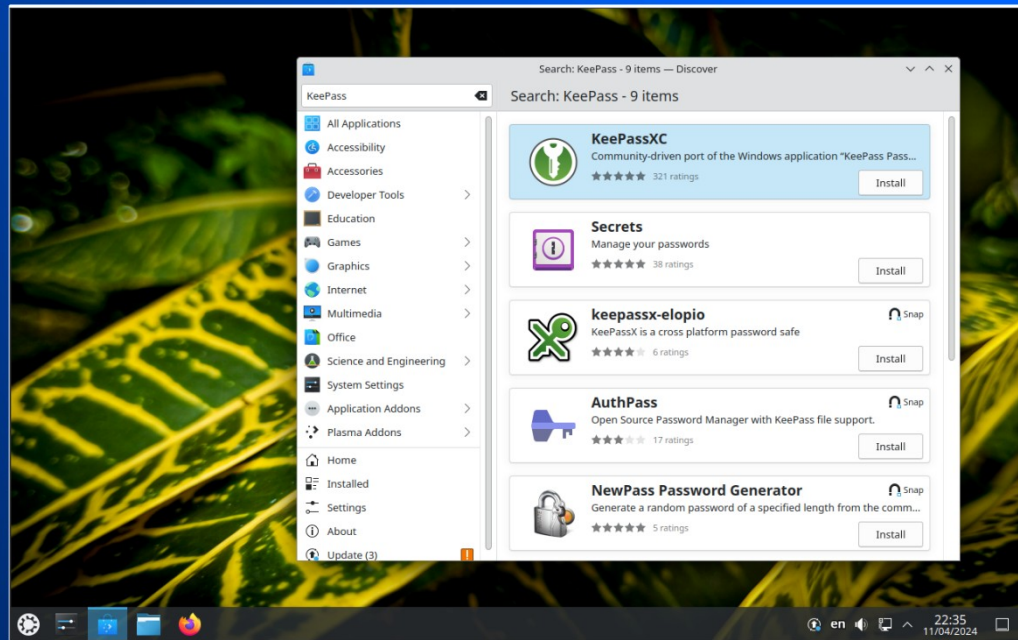 Search: KeePass - 9 items — Discover
KeePass
Search: KeePass - 9 items
All Applications
Accessibility
Accessories
Developer Tools
Education
Games
Graphics
Internet
Multimedia
Office
Science and Engineering
System Settings
Application Addons
Plasma Addons
Home
Installed
Settings
About
Update (3)
KeePassXC
Community-driven port of the Windows application “KeePass Pass...
321 ratings
Install
Secrets
Manage your passwords
38 ratings
Install
keepassx-elopio
Snap
KeePassX is a cross platform password safe
6 ratings
Install
AuthPass
Snap
Open Source Password Manager with KeePass file support.
17 ratings
Install
NewPass Password Generator
Snap
Generate a random password of a specified length from the comm...
5 ratings
Install
en
22:35
11/04/2024